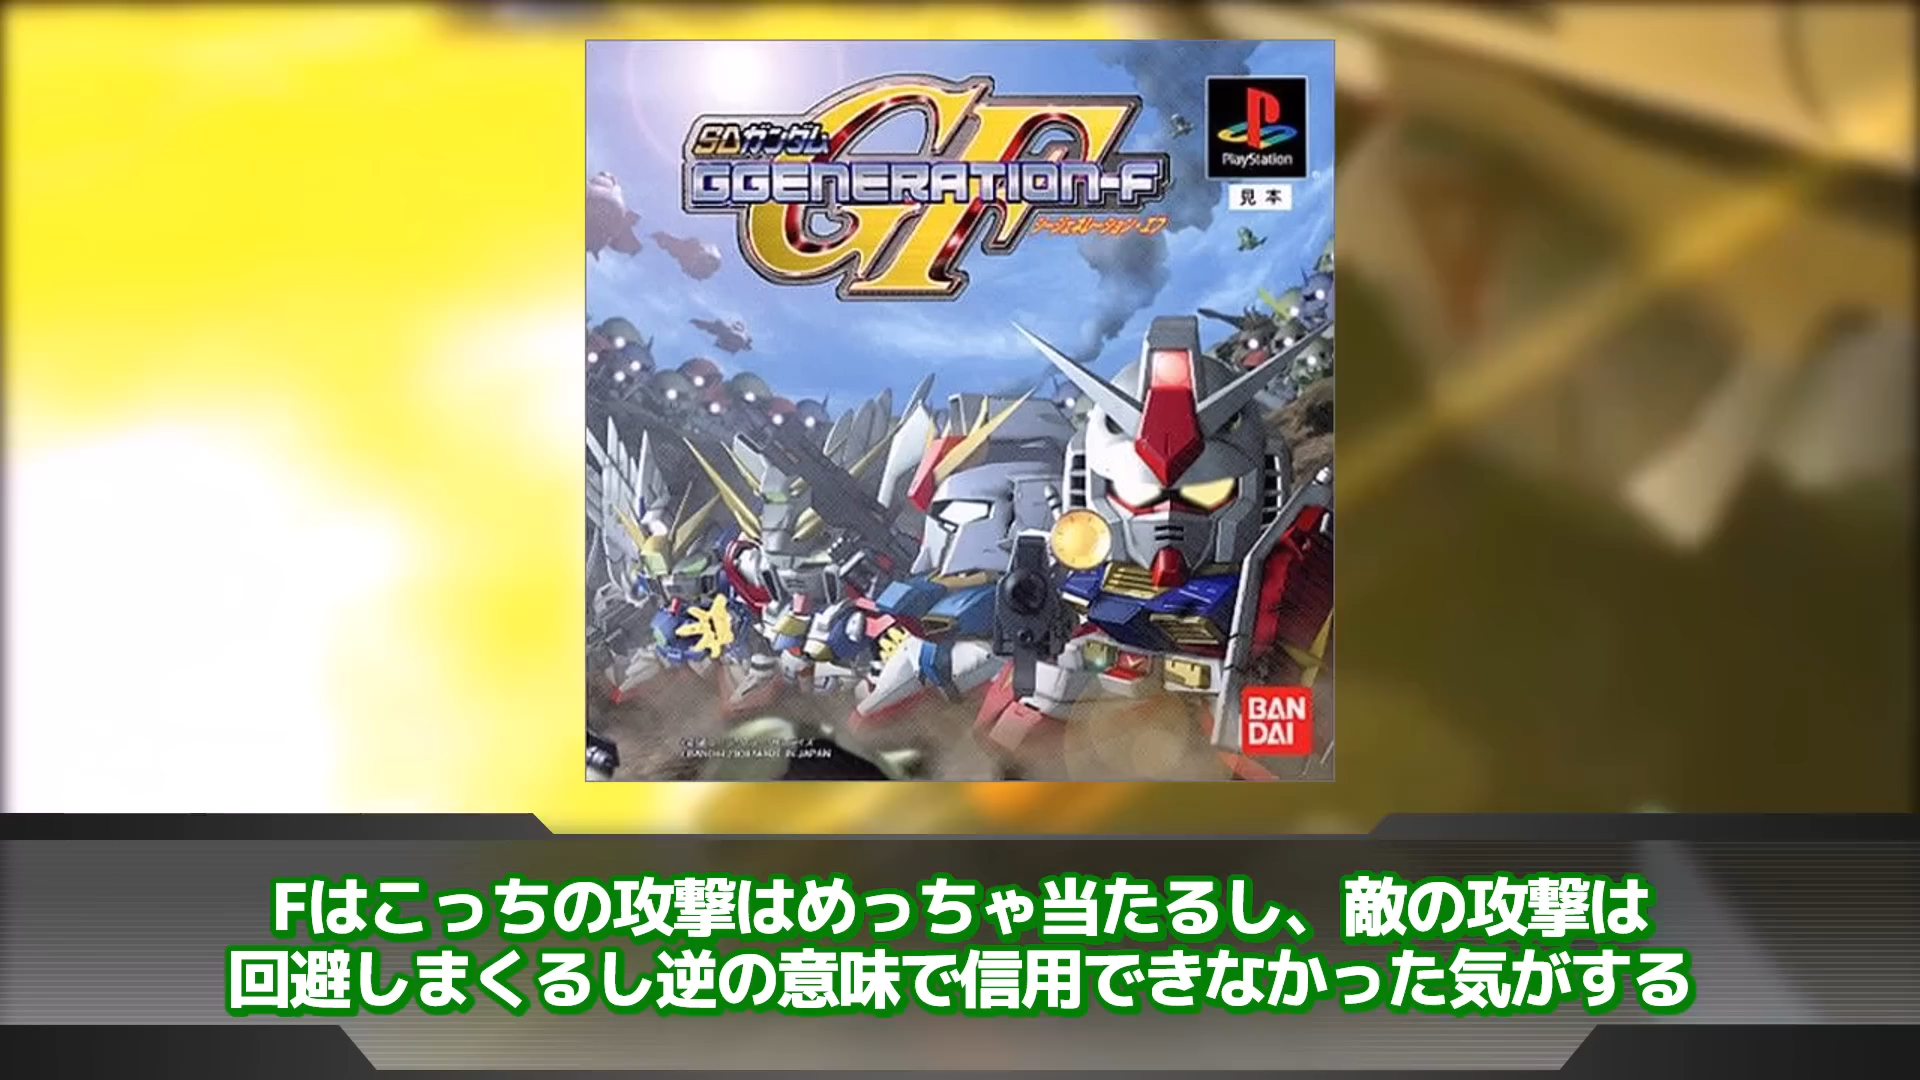 SDガンダム
GF
GGENERATION-F
ジージェネレーション・エフ
PlayStation
見本
BAN
DAI
Fはこっちの攻撃はめっちゃ当たるし、敵の攻撃は
回避しまくるし逆の意味で信用できなかった気がする